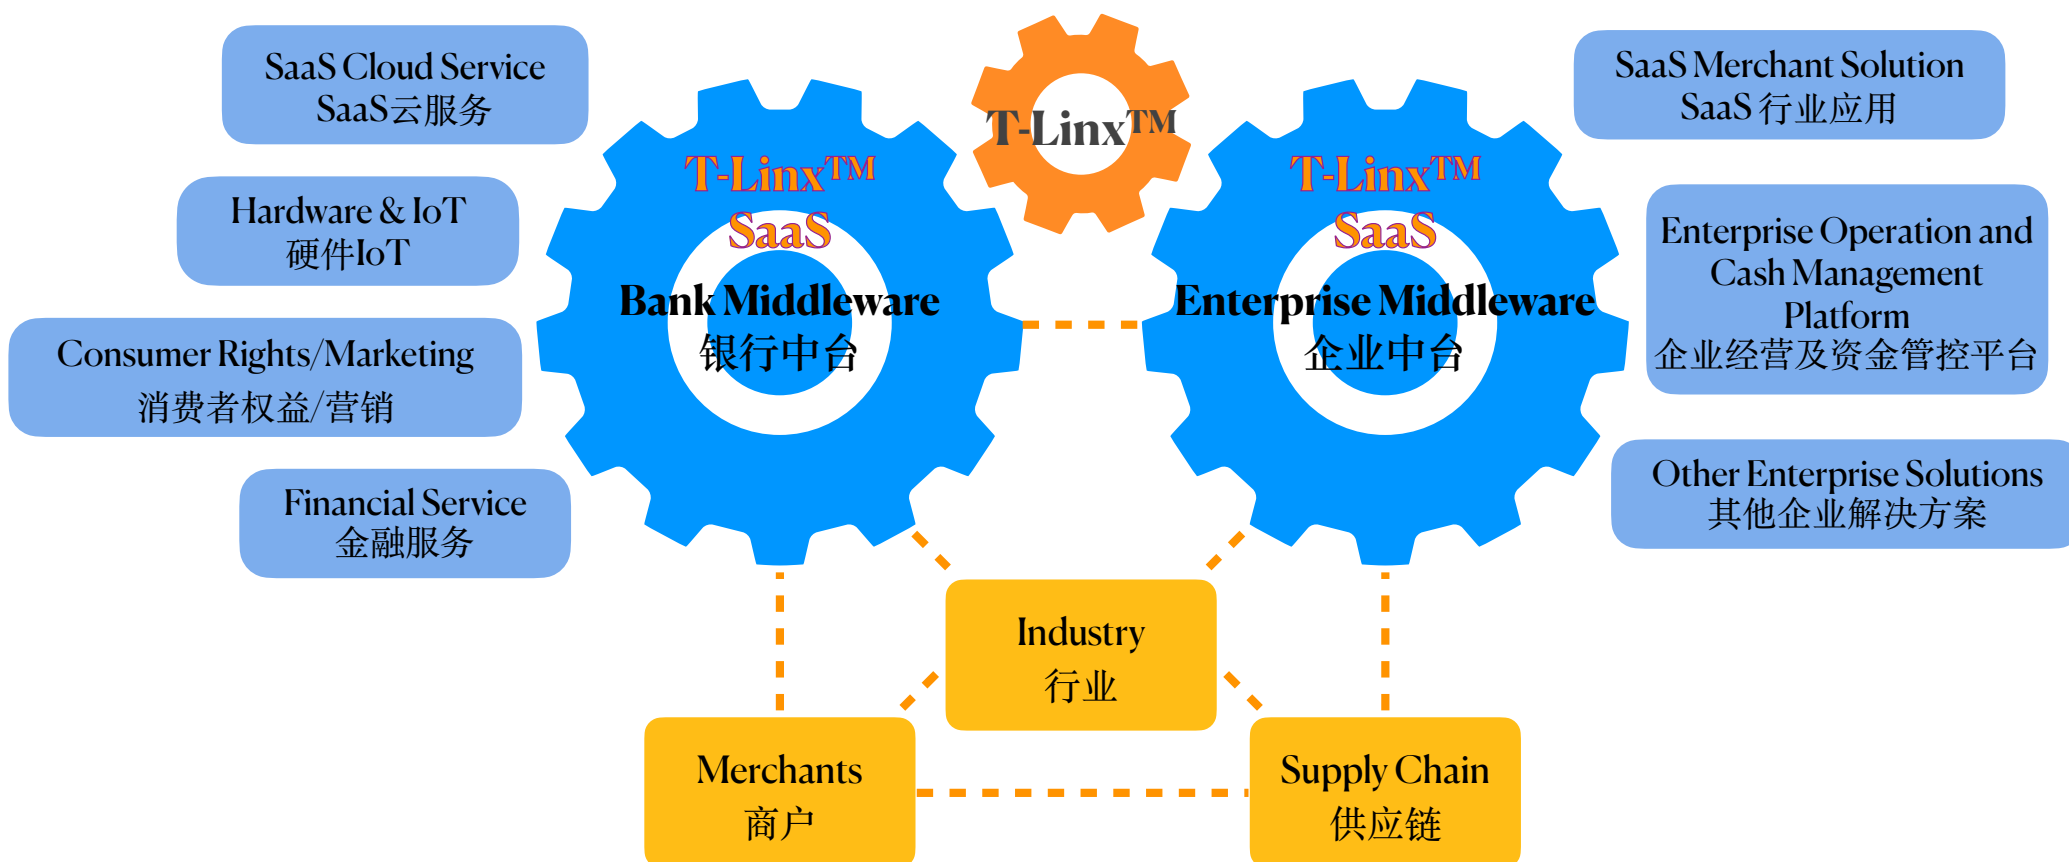 SaaS Cloud Service
SaaS云服务
Hardware & IoT
硬件IoT
Consumer Rights/Marketing
消费者权益/营销
Financial Service
金融服务
T-Linx™
SaaS
Bank Middleware
银行中台
T-Linx™
T-Linx™
SaaS
Enterprise Middleware
企业中台
SaaS Merchant Solution
SaaS 行业应用
Enterprise Operation and
Cash Management
Platform
企业经营及资金管控平台
Other Enterprise Solutions
其他企业解决方案
Industry
行业
Merchants
商户
Supply Chain
供应链